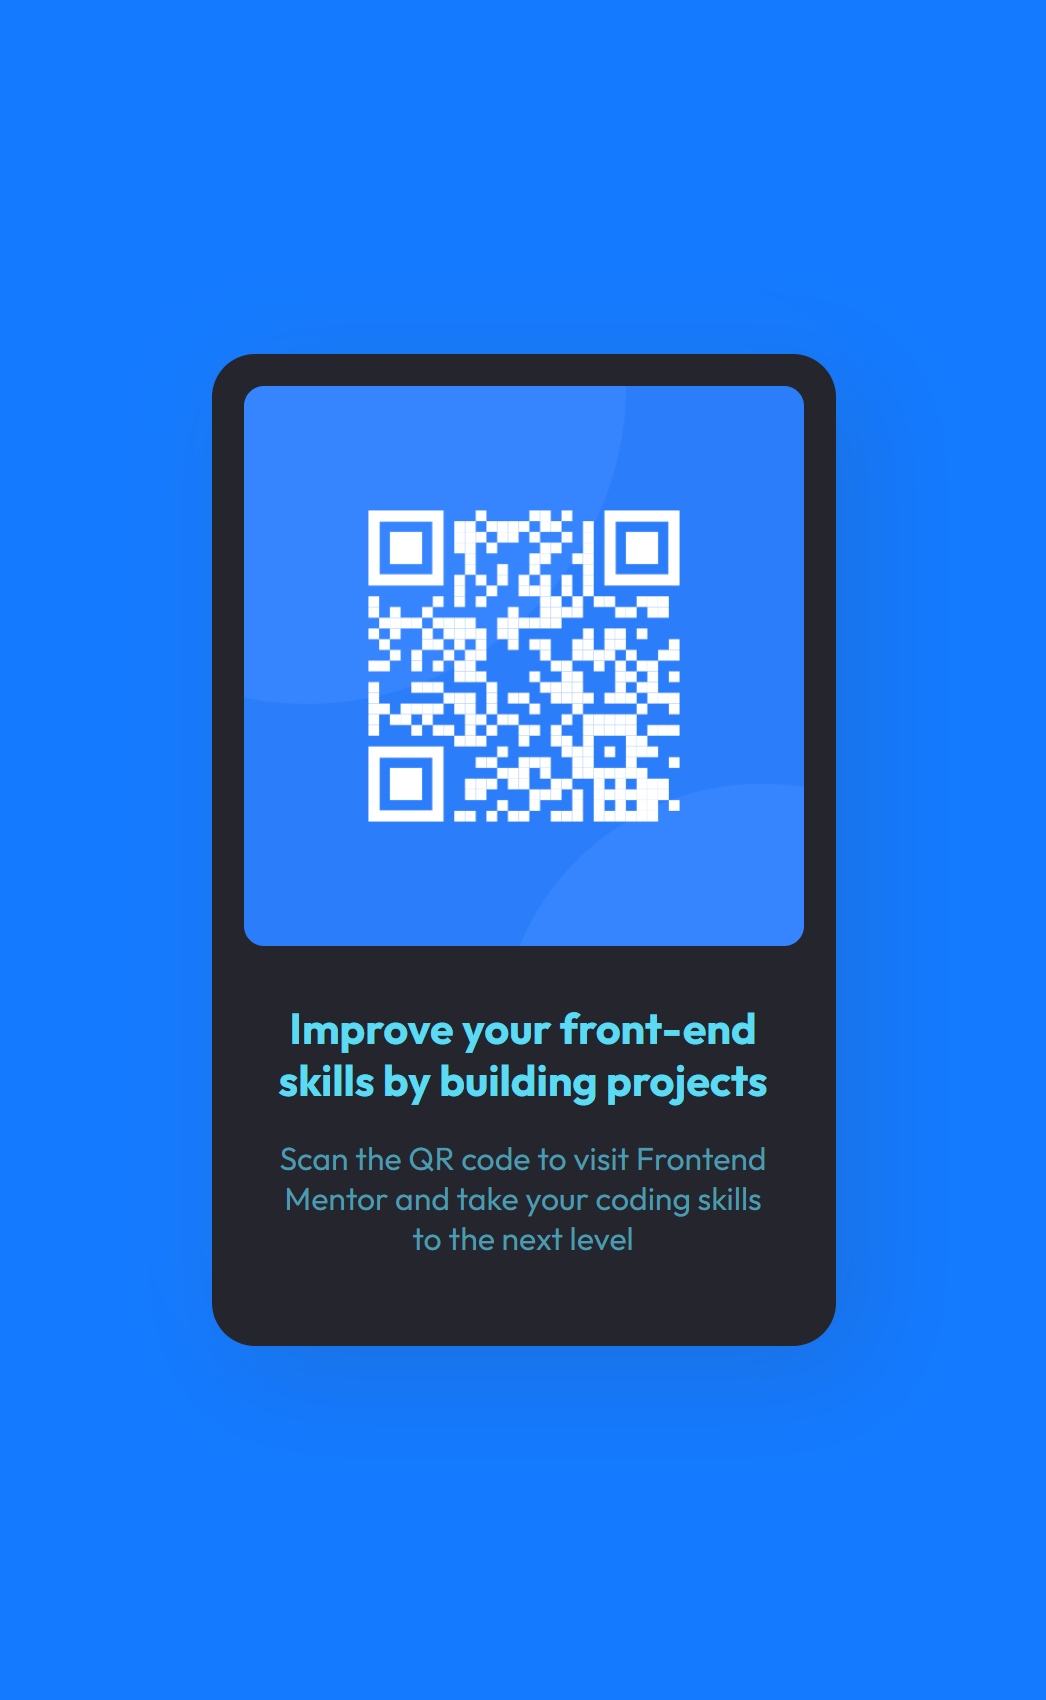 Improve your front-end
skills by building projects
Scan the QR code to visit Frontend
Mentor and take your coding skills
to the next level